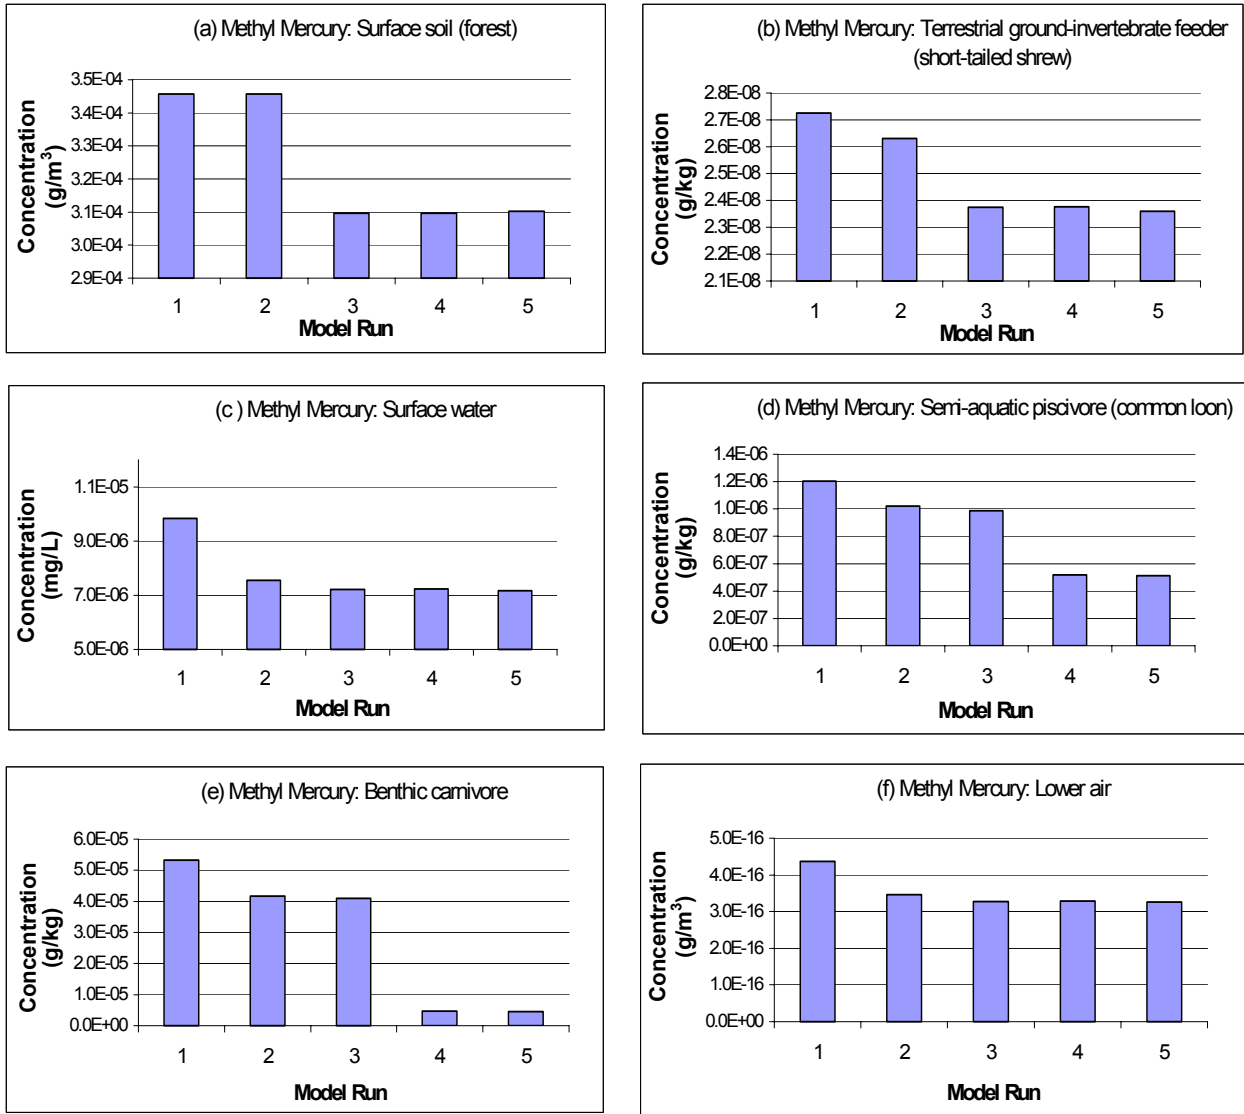 (a) Methyl Mercury: Surface soil (forest)
Concentration
(g/m³)
3.5E-04
3.4E-04
3.3E-04
3.2E-04
3.1E-04
3.0E-04
2.9E-04
1 2 3 4 5
Model Run
(b) Methyl Mercury: Terrestrial ground-invertebrate feeder
(short-tailed shrew)
Concentration
(g/kg)
2.8E-08
2.7E-08
2.6E-08
2.5E-08
2.4E-08
2.3E-08
2.2E-08
2.1E-08
1 2 3 4 5
Model Run
(c ) Methyl Mercury: Surface water
Concentration
(mg/L)
1.1E-05
9.0E-06
7.0E-06
5.0E-06
1 2 3 4 5
Model Run
(d) Methyl Mercury: Semi-aquatic piscivore (common loon)
Concentration
(g/kg)
1.4E-06
1.2E-06
1.0E-06
8.0E-07
6.0E-07
4.0E-07
2.0E-07
0.0E+00
1 2 3 4 5
Model Run
(e) Methyl Mercury: Benthic carnivore
Concentration
(g/kg)
6.0E-05
5.0E-05
4.0E-05
3.0E-05
2.0E-05
1.0E-05
0.0E+00
1 2 3 4 5
Model Run
(f) Methyl Mercury: Lower air
Concentration
(g/m³)
5.0E-16
4.0E-16
3.0E-16
2.0E-16
1.0E-16
0.0E+00
1 2 3 4 5
Model Run